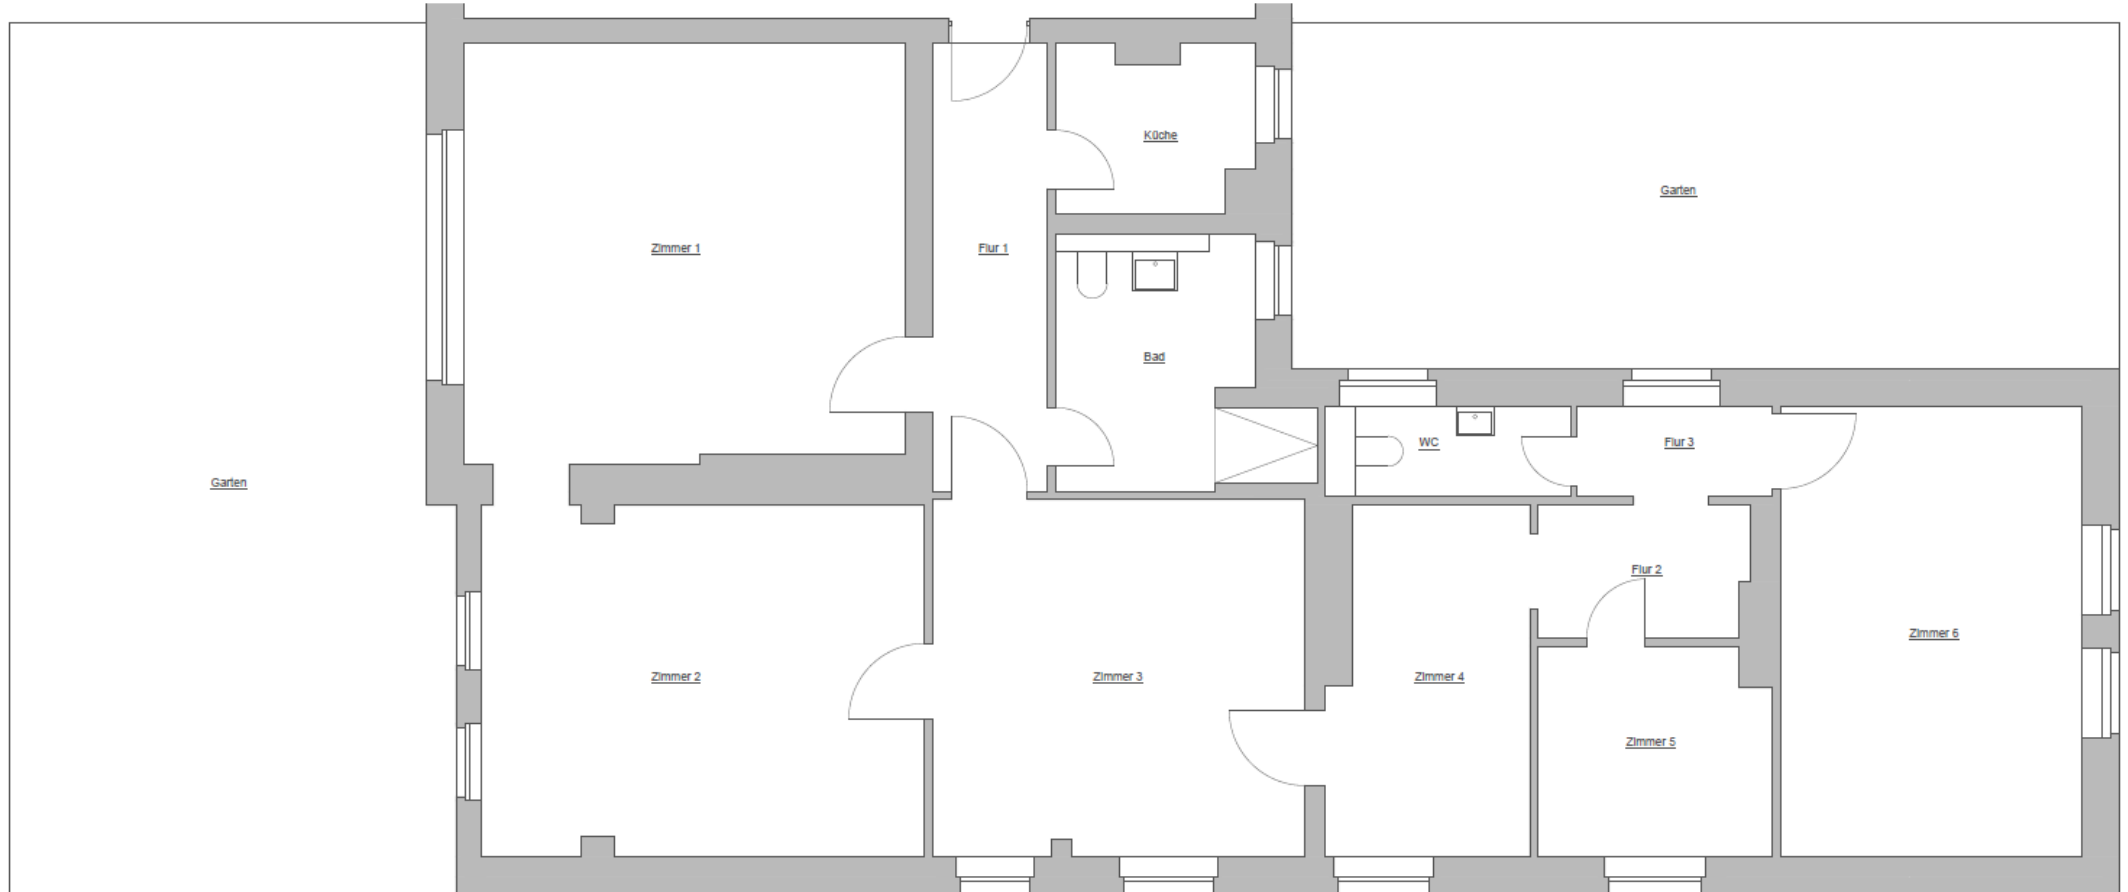 Küche
Garten
Zimmer 1
Flur 1
Bad
WC
Flur 3
Garten
Flur 2
Zimmer 6
Zimmer 2
Zimmer 3
Zimmer 4
Zimmer 5